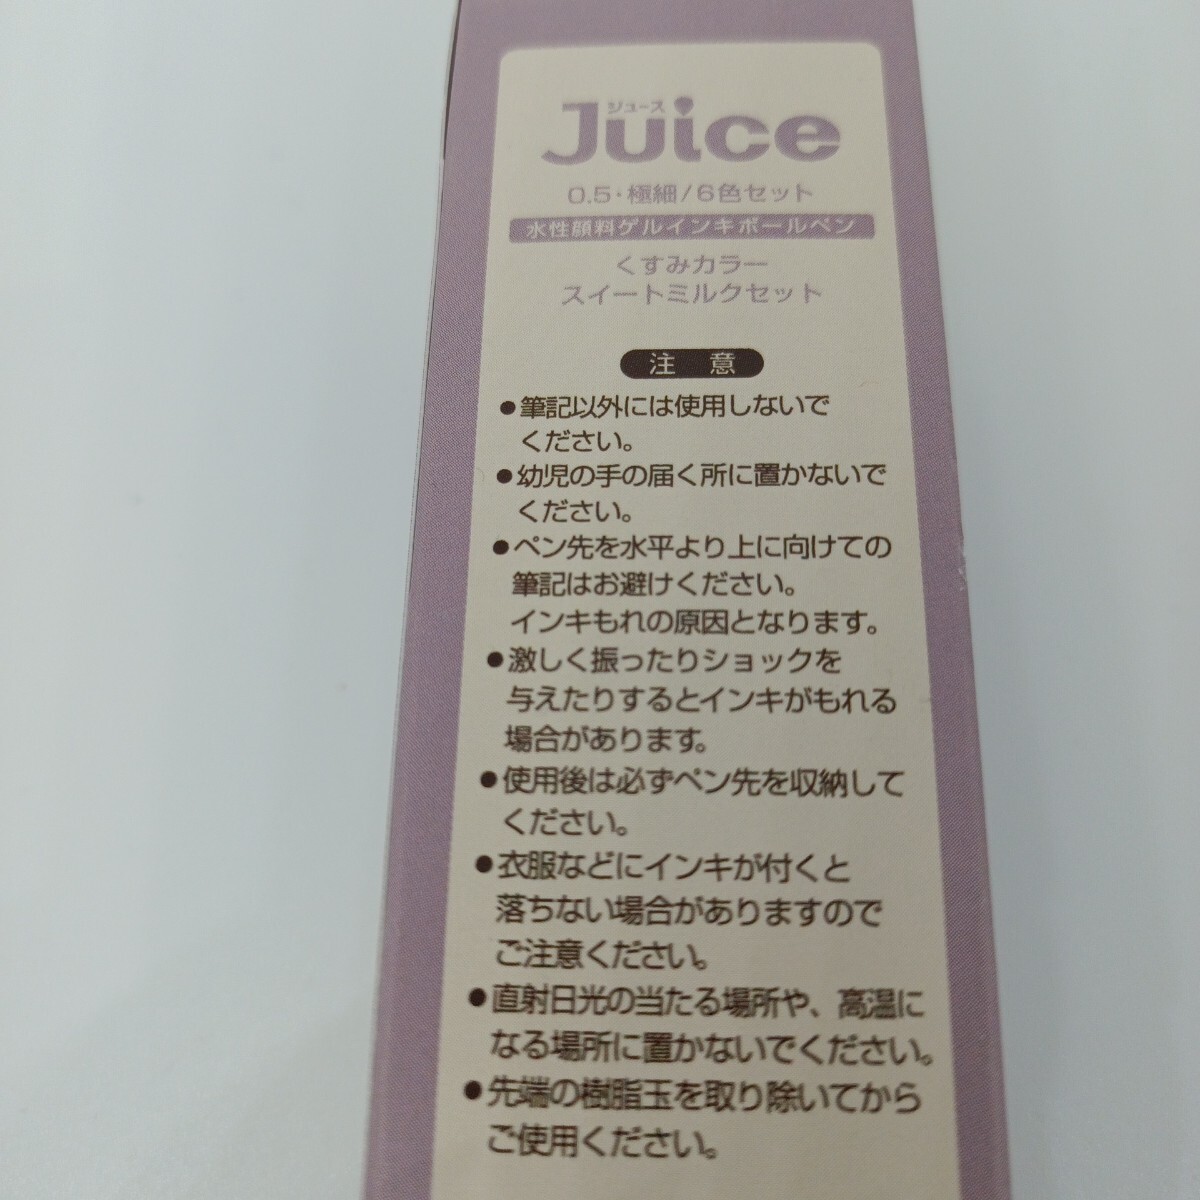 ジュース
Juice
0.5・極細/6色セット
水性顔料ゲルインキボールペン
くすみカラー
スイートミルクセット
注意
●筆記以外には使用しないで
ください。
●幼児の手の届く所に置かないで
ください。
●ペン先を水平より上に向けての
筆記はお避けください。
インキもれの原因となります。
●激しく振ったりショックを
与えたりするとインキがもれる
場合があります。
●使用後は必ずペン先を収納して
ください。
●衣服などにインキが付くと
落ちない場合がありますので
ご注意ください。
●直射日光の当たる場所や、高温に
なる場所に置かないでください。
●先端の樹脂玉を取り除いてから
ご使用ください。